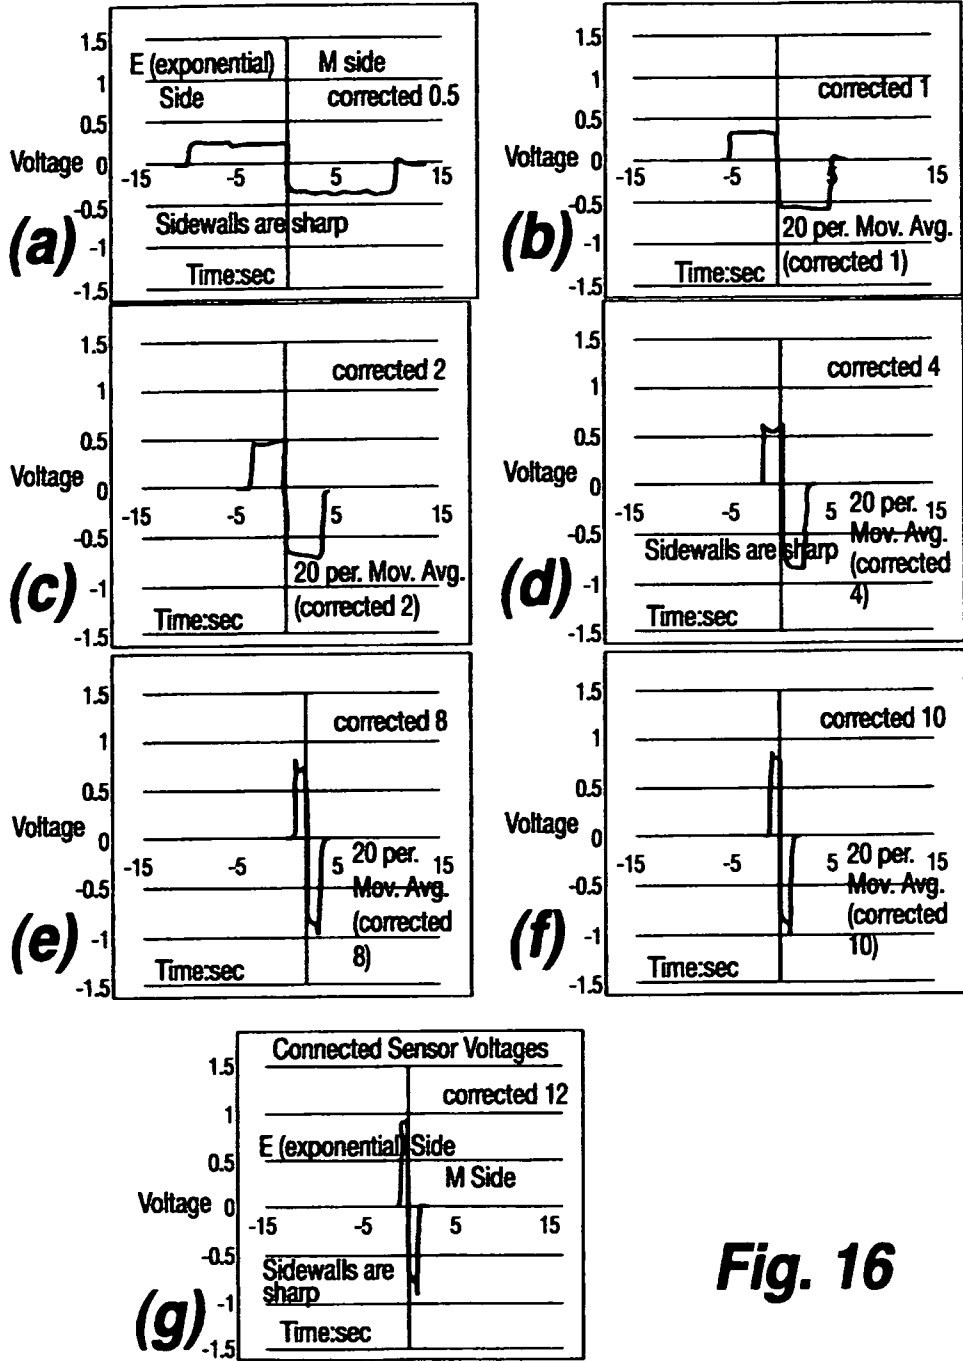 1.5
E (exponential) M side
1
Side corrected 0.5
0.5
Voltage 0
-15 -5 5 15
-0.5
Sidewalls are sharp
(a)
-1
Time:sec
-1.5
1.5
1
corrected 1
0.5
Voltage 0
-15 -5 5 15
-0.5
20 per. Mov. Avg.
(b)
-1
(corrected 1)
Time:sec
-1.5
1.5
corrected 2
1
0.5
Voltage 0
-15 -5 5 15
-0.5
20 per. Mov. Avg.
(c)
-1
(corrected 2)
Time:sec
-1.5
1.5
corrected 4
1
0.5
Voltage 0
-15 -5 5 15
20 per.
Mov. Avg.
-0.5
Sidewalls are sharp
(corrected
(d)
-1
4)
Time:sec
-1.5
1.5
corrected 8
1
0.5
Voltage 0
-15 -5 5 15
20 per.
-0.5
Mov. Avg.
(corrected
(e)
-1
8)
Time:sec
-1.5
1.5
corrected 10
1
0.5
Voltage 0
-15 -5 5 15
20 per.
-0.5
Mov. Avg.
(corrected
(f)
-1
10)
Time:sec
-1.5
Connected Sensor Voltages
1.5
corrected 12
1
E (exponential) Side
0.5
M Side
Voltage 0
-15 -5 5 15
-0.5
Sidewalls are
sharp
(g)
-1
Time:sec
-1.5
Fig. 16